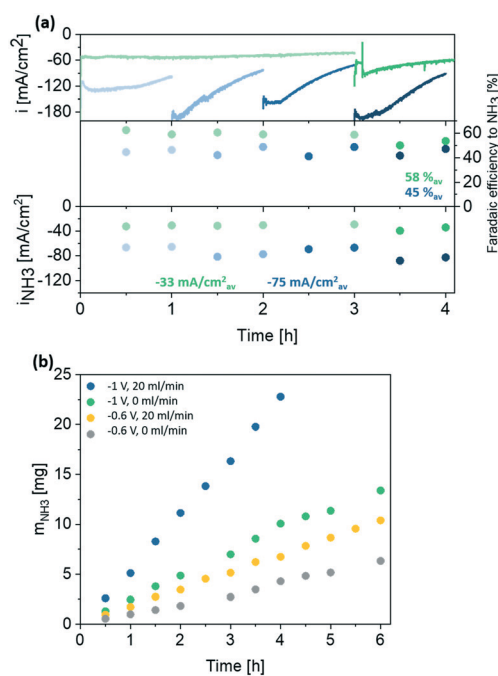 (a)
0
-60
-120
-180
i [mA/cm²]
60
40
20
0
Faradaic efficiency to NH₃ [%]
58 %av
45 %av
0
-40
-80
-120
iNH3 [mA/cm²]
-33 mA/cm²av
-75 mA/cm²av
0
1
2
3
4
Time [h]
(b)
25
20
15
10
5
0
mNH3 [mg]
-1 V, 20 ml/min
-1 V, 0 ml/min
-0.6 V, 20 ml/min
-0.6 V, 0 ml/min
0
1
2
3
4
5
6
Time [h]